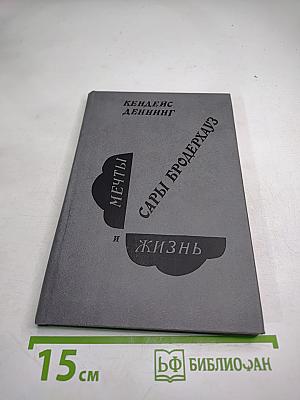 КЕНДЕЙС
ДЕННИНГ
МЕЧТЫ
и
ЖИЗНЬ
САРЫ БРОДЕРХАУЗ
15 см
БФ БИБЛИОФАН